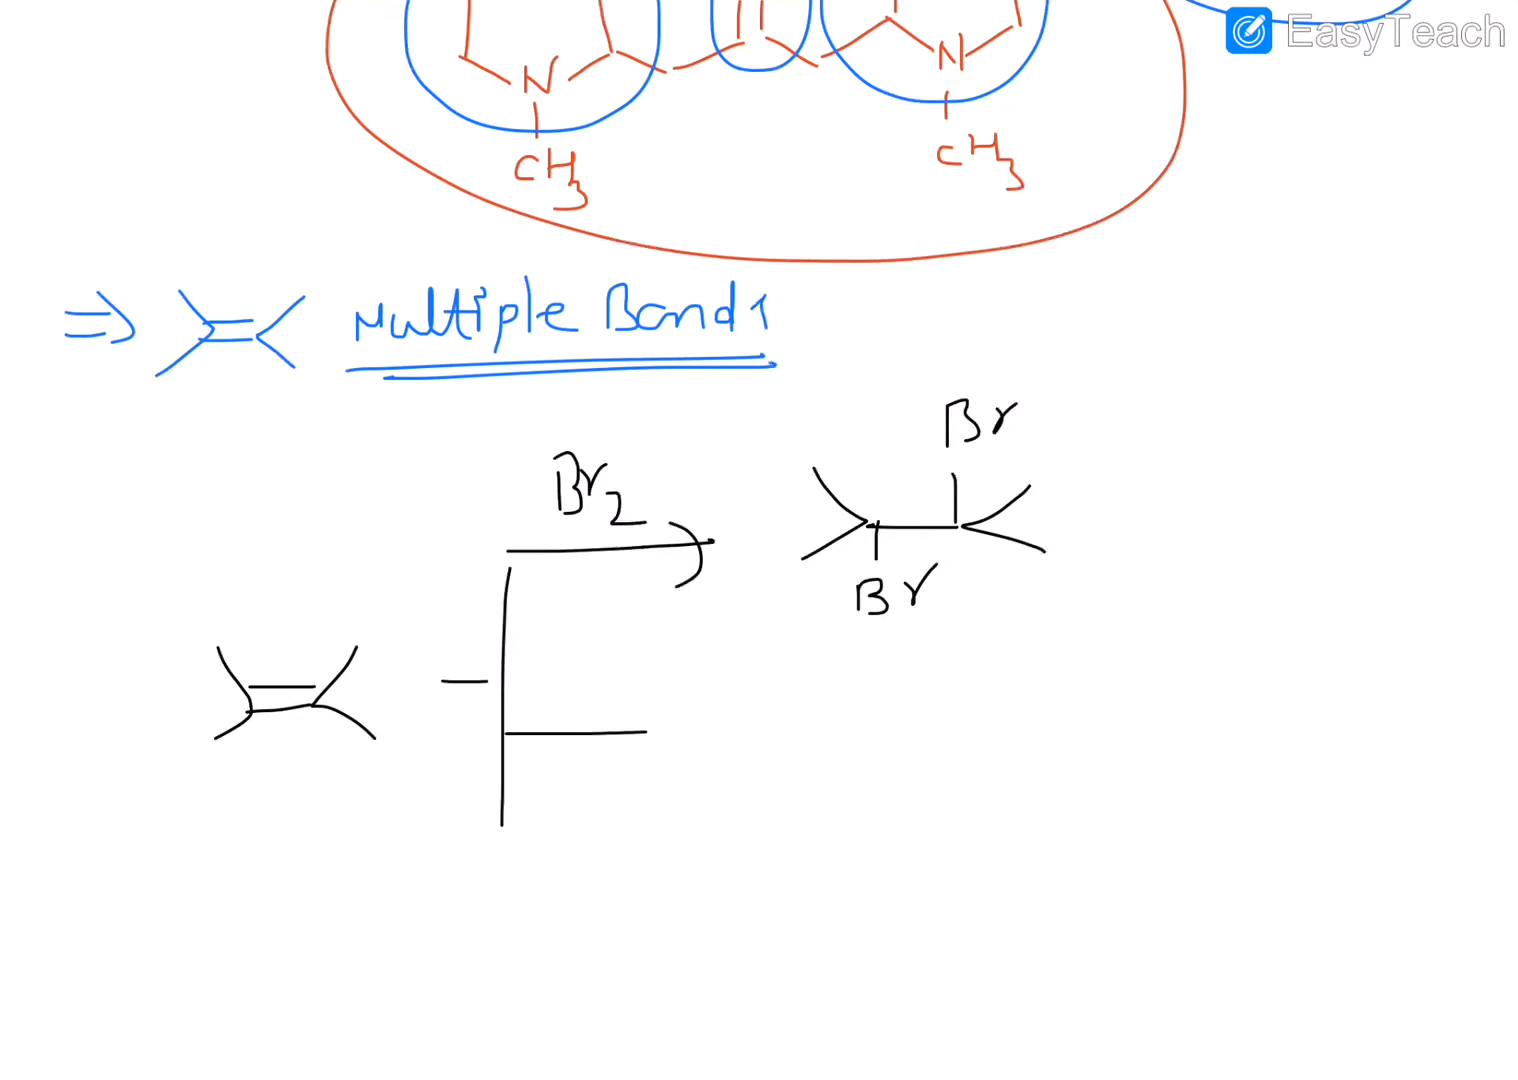 EasyTeach
N
N
CH3
CH3
⇒ Multiple Bonds
Br
Br2
Br